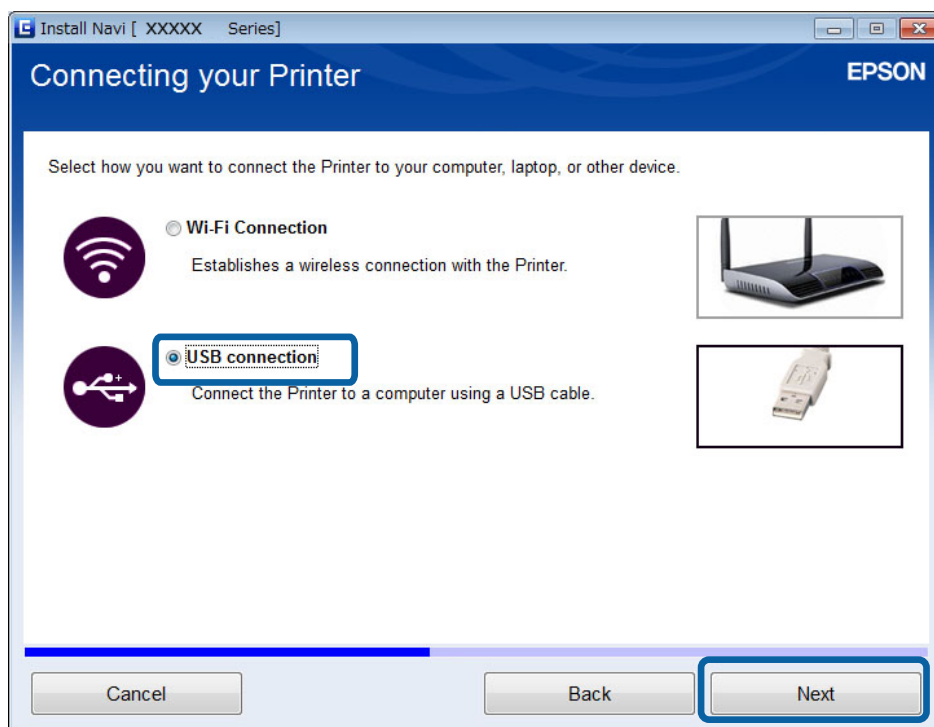 Install Navi [ XXXXX Series]
Connecting your Printer
EPSON
Select how you want to connect the Printer to your computer, laptop, or other device.
Wi-Fi Connection
Establishes a wireless connection with the Printer.
USB connection
Connect the Printer to a computer using a USB cable.
Cancel
Back
Next